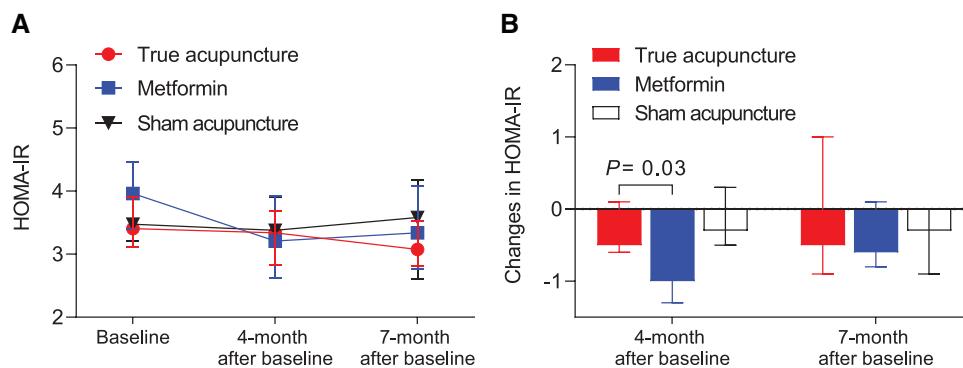 A
True acupuncture
Metformin
Sham acupuncture
HOMA-IR
6
5
4
3
2
Baseline
4-month
after baseline
7-month
after baseline
B
True acupuncture
Metformin
Sham acupuncture
Changes in HOMA-IR
2
1
0
-1
P = 0.03
4-month
after baseline
7-month
after baseline